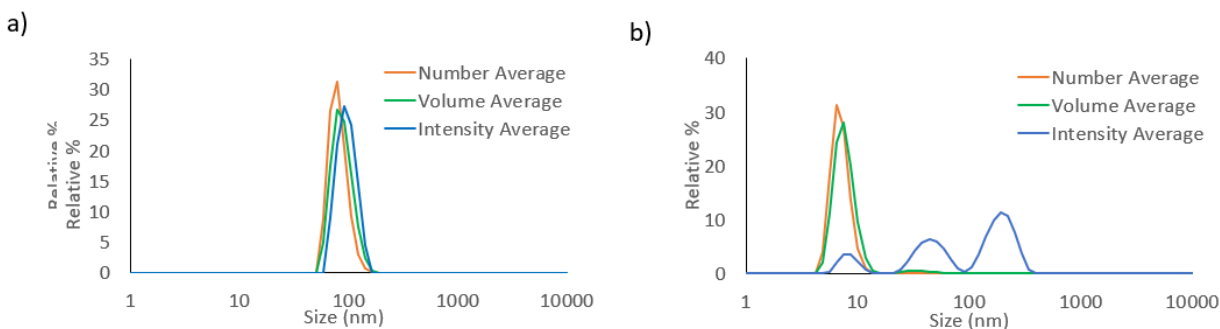 a)
35
30
25
20
15
10
5
0
Relative %
Relative %
Number Average
Volume Average
Intensity Average
1 10 100 1000 10000
Size (nm)
b)
40
30
20
10
0
Relative %
Number Average
Volume Average
Intensity Average
1 10 100 1000 10000
Size (nm)